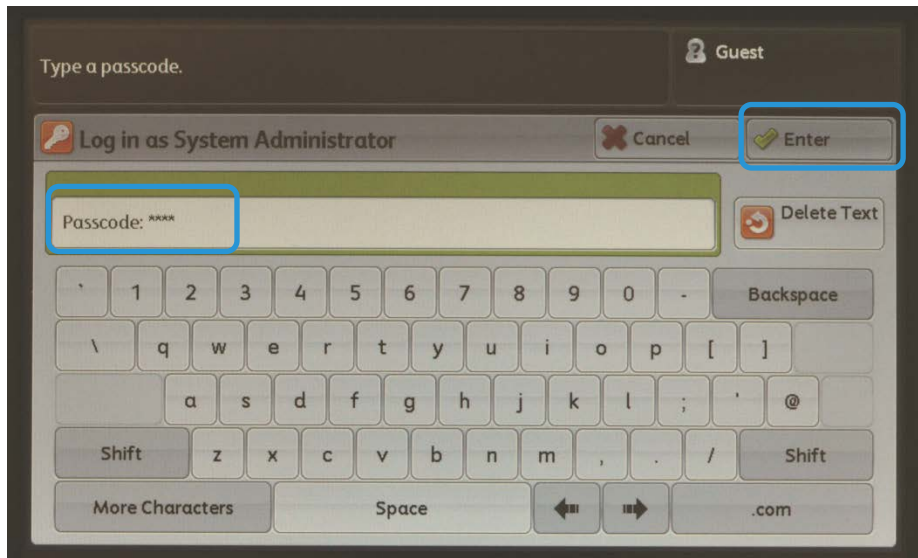 Type a passcode.
Guest
Log in as System Administrator
Cancel
Enter
Passcode: ****
Delete Text
` 1 2 3 4 5 6 7 8 9 0 - Backspace
\ q w e r t y u i o p [ ]
a s d f g h j k l ; ' @
Shift z x c v b n m , . / Shift
More Characters Space .com